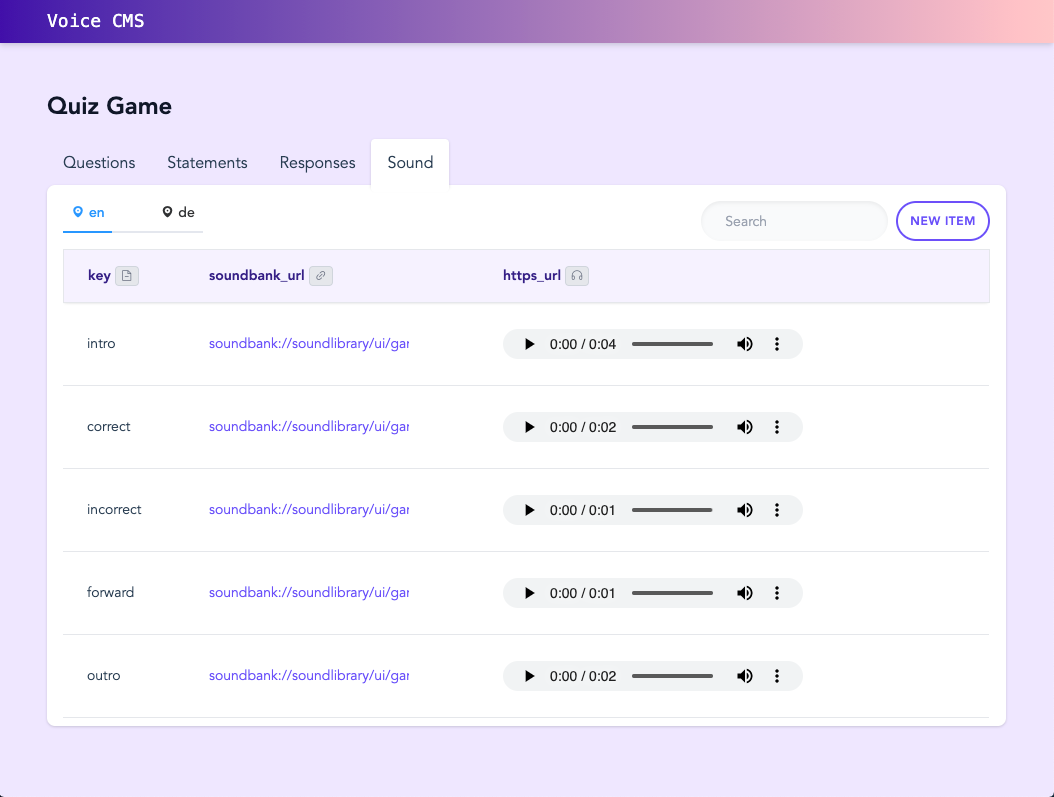 Voice CMS
Quiz Game
Questions Statements Responses Sound
en de Search NEW ITEM
key soundbank_url https_url
intro soundbank://soundlibrary/ui/gar 0:00 / 0:04
correct soundbank://soundlibrary/ui/gar 0:00 / 0:02
incorrect soundbank://soundlibrary/ui/gar 0:00 / 0:01
forward soundbank://soundlibrary/ui/gar 0:00 / 0:01
outro soundbank://soundlibrary/ui/gar 0:00 / 0:02